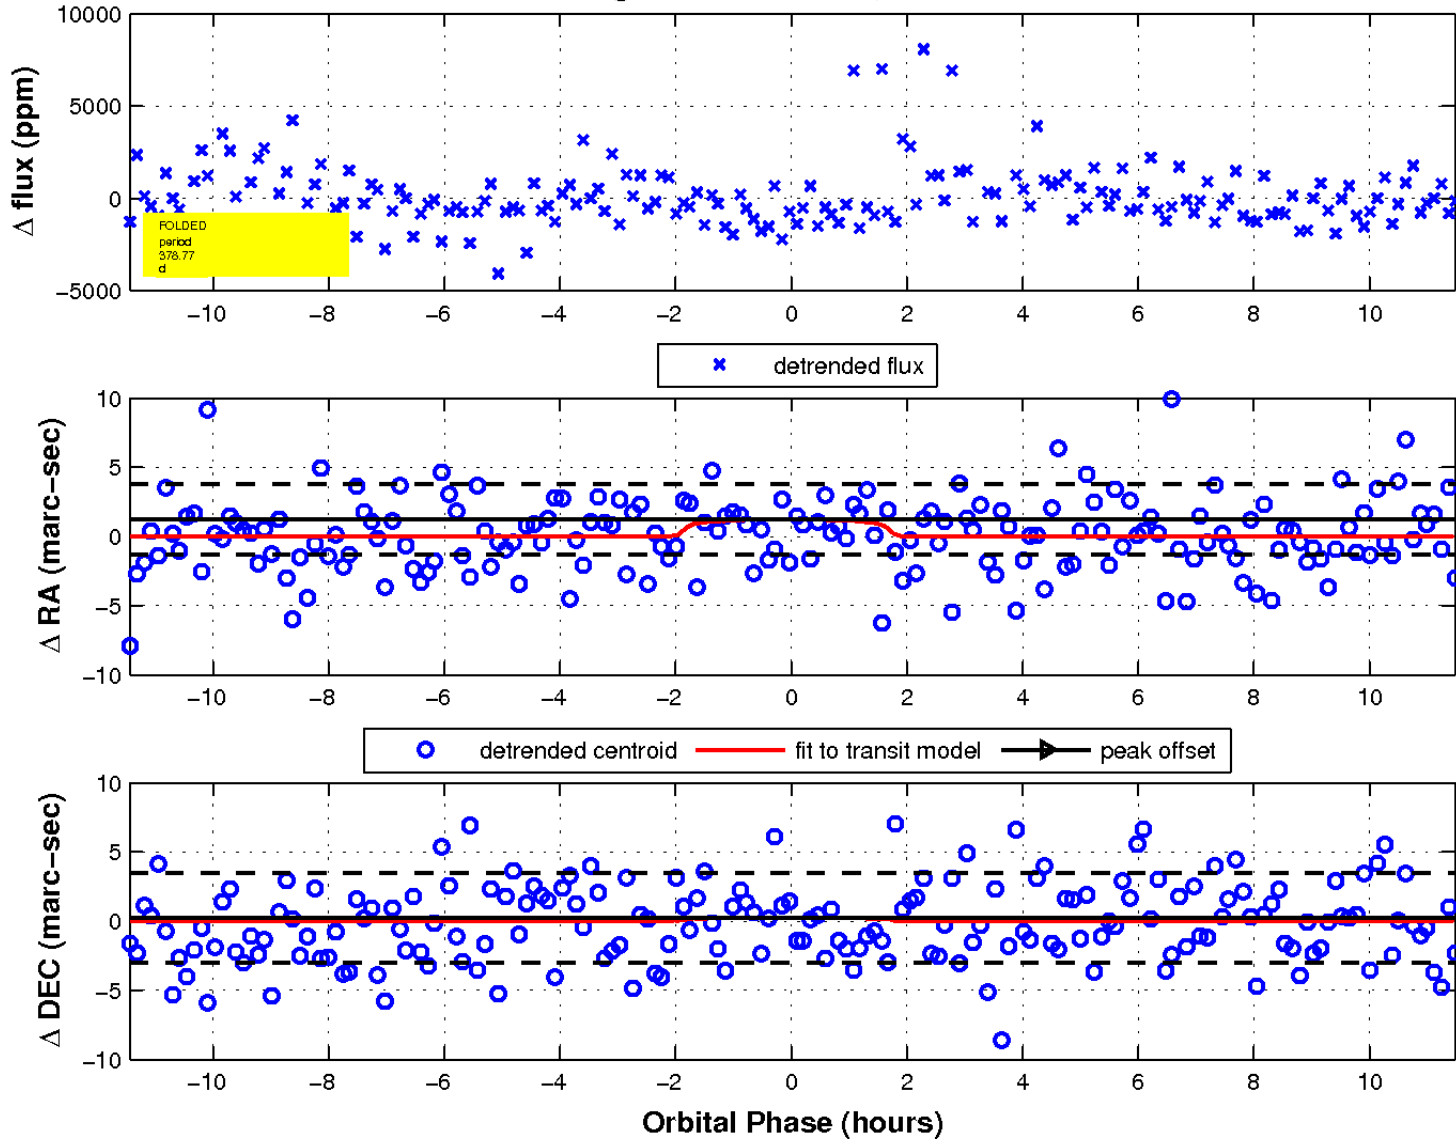 10000
5000
0
−5000
Δ flux (ppm)
FOLDED
period
378.77
d
−10 −8 −6 −4 −2 0 2 4 6 8 10
detrended flux
10
5
0
−5
−10
Δ RA (marc−sec)
−10 −8 −6 −4 −2 0 2 4 6 8 10
detrended centroid fit to transit model peak offset
10
5
0
−5
−10
Δ DEC (marc−sec)
−10 −8 −6 −4 −2 0 2 4 6 8 10
Orbital Phase (hours)